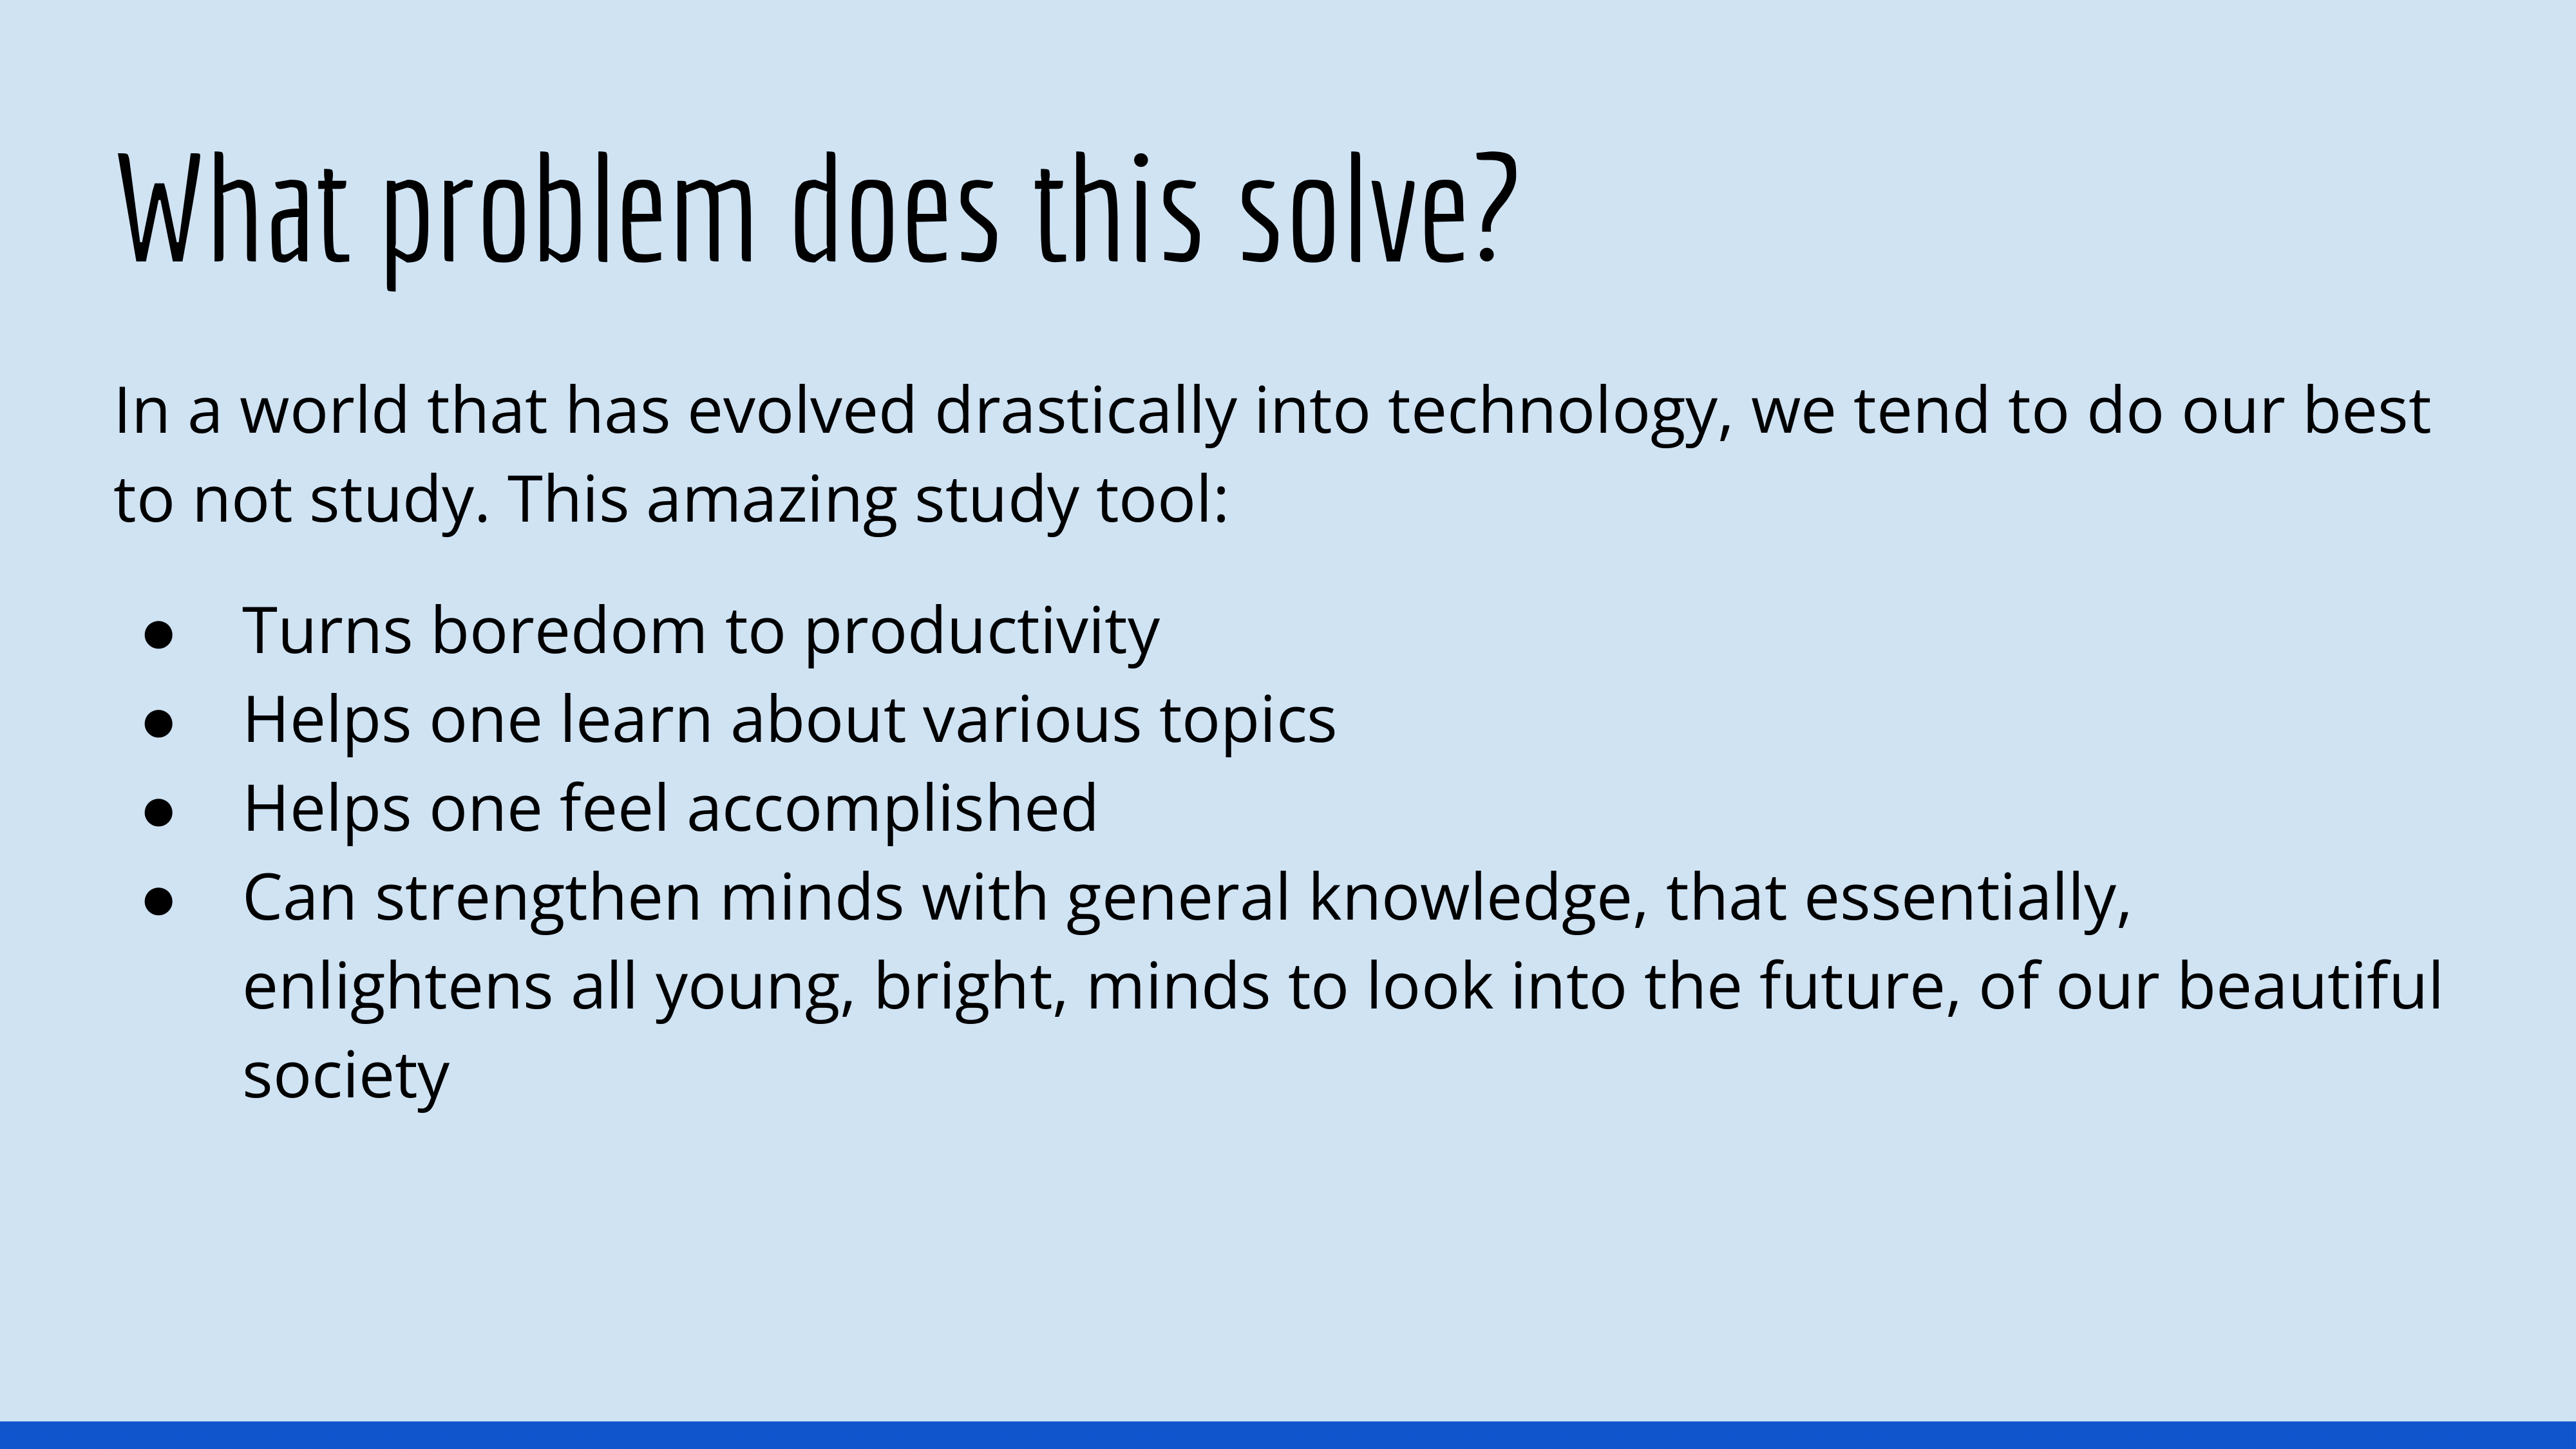 What problem does this solve?
In a world that has evolved drastically into technology, we tend to do our best
to not study. This amazing study tool:
● Turns boredom to productivity
● Helps one learn about various topics
● Helps one feel accomplished
● Can strengthen minds with general knowledge, that essentially,
enlightens all young, bright, minds to look into the future, of our beautiful
society